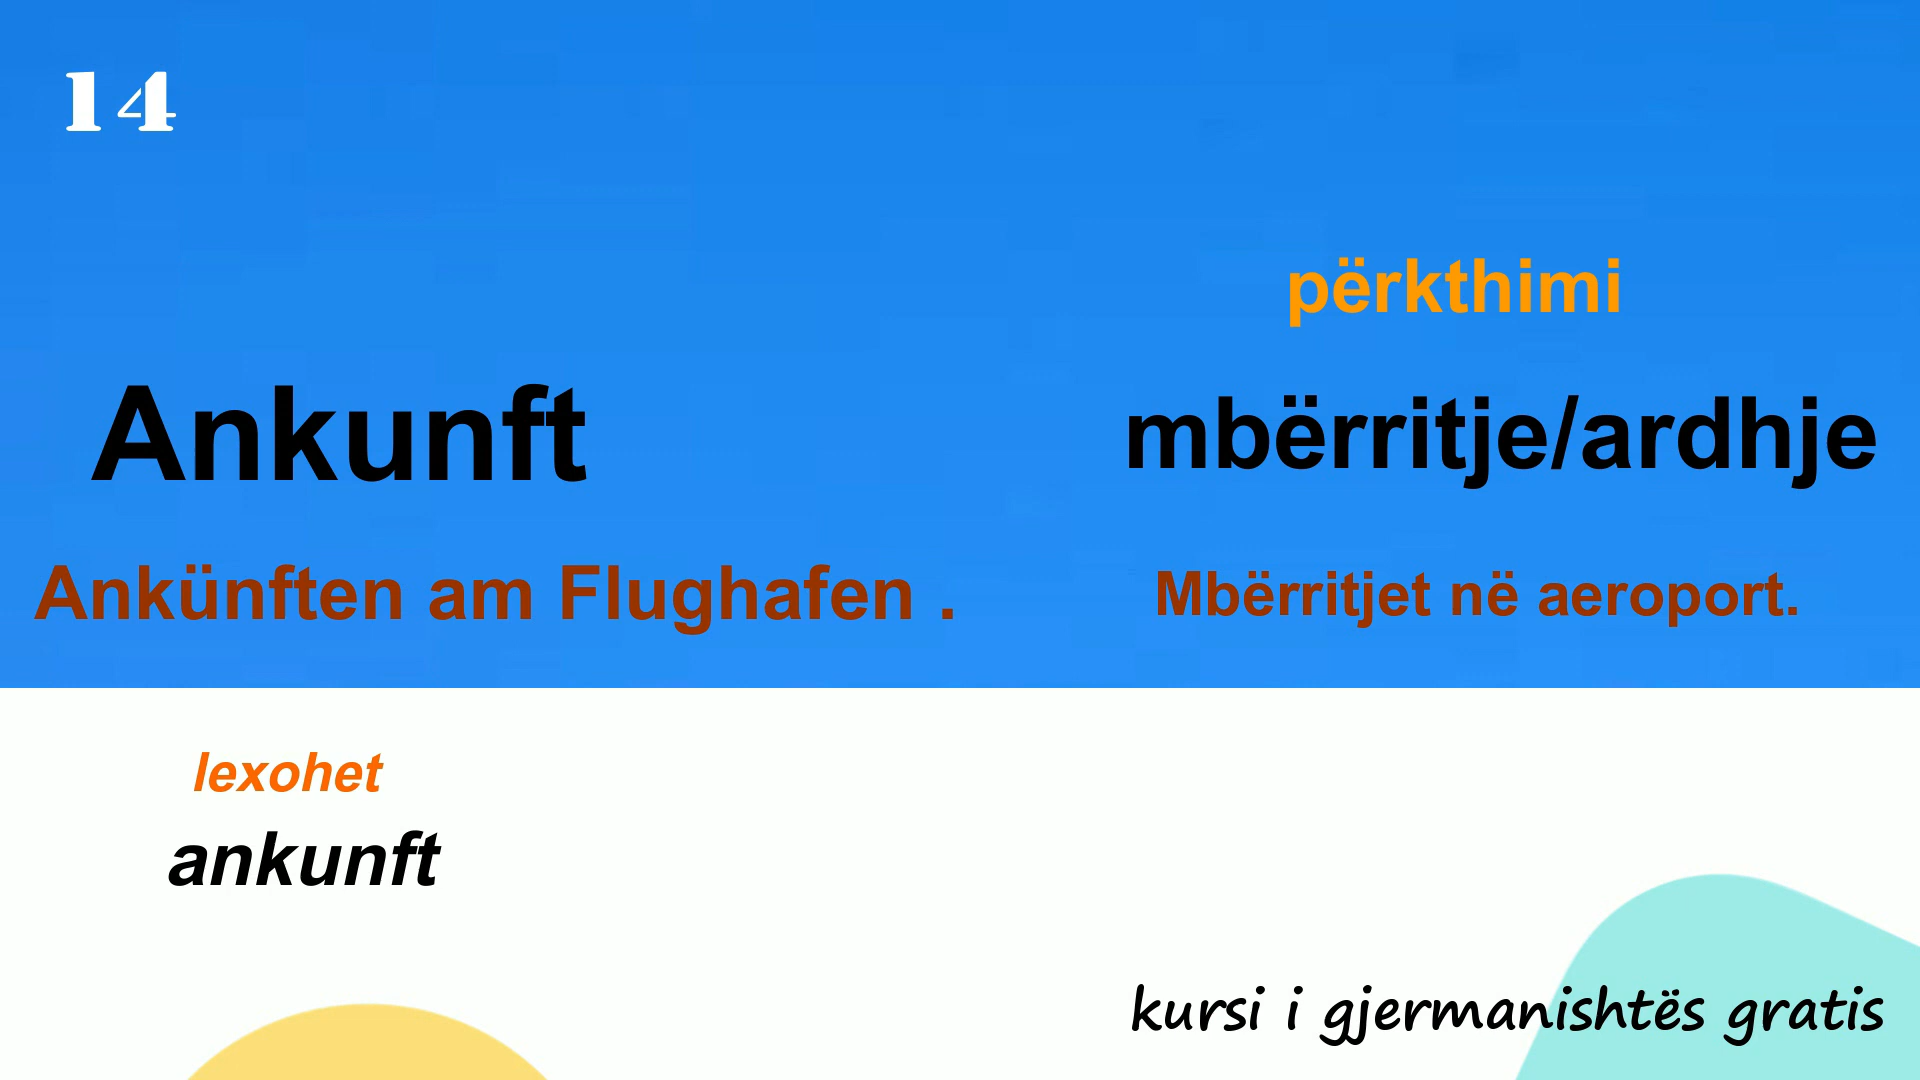 14
përkthimi
Ankunft
mbërritje/ardhje
Ankünften am Flughafen .
Mbërritjet në aeroport.
lexohet
ankunft
kursi i gjermanishtës gratis